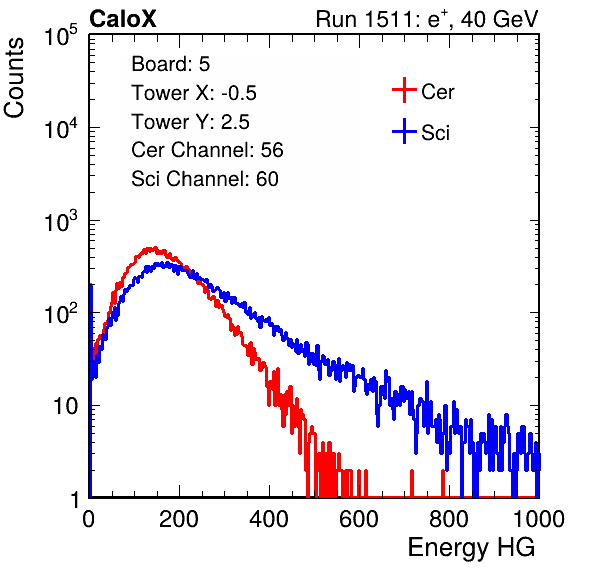 CaloX Run 1511: e⁺, 40 GeV
Counts
10⁵
10⁴
10³
10²
10
1
Board: 5
Tower X: -0.5
Tower Y: 2.5
Cer Channel: 56
Sci Channel: 60
Cer
Sci
0 200 400 600 800 1000
Energy HG